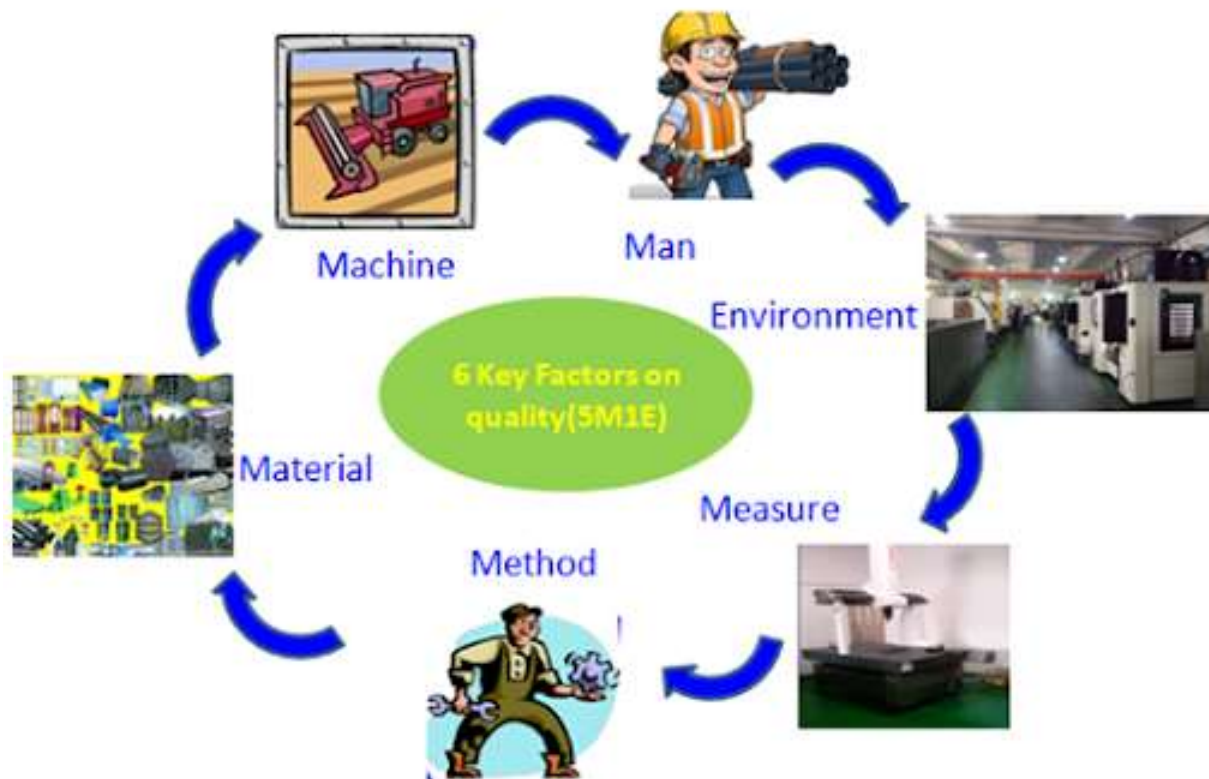 Machine
Man
Environment
6 Key Factors on
quality(5M1E)
Material
Measure
Method